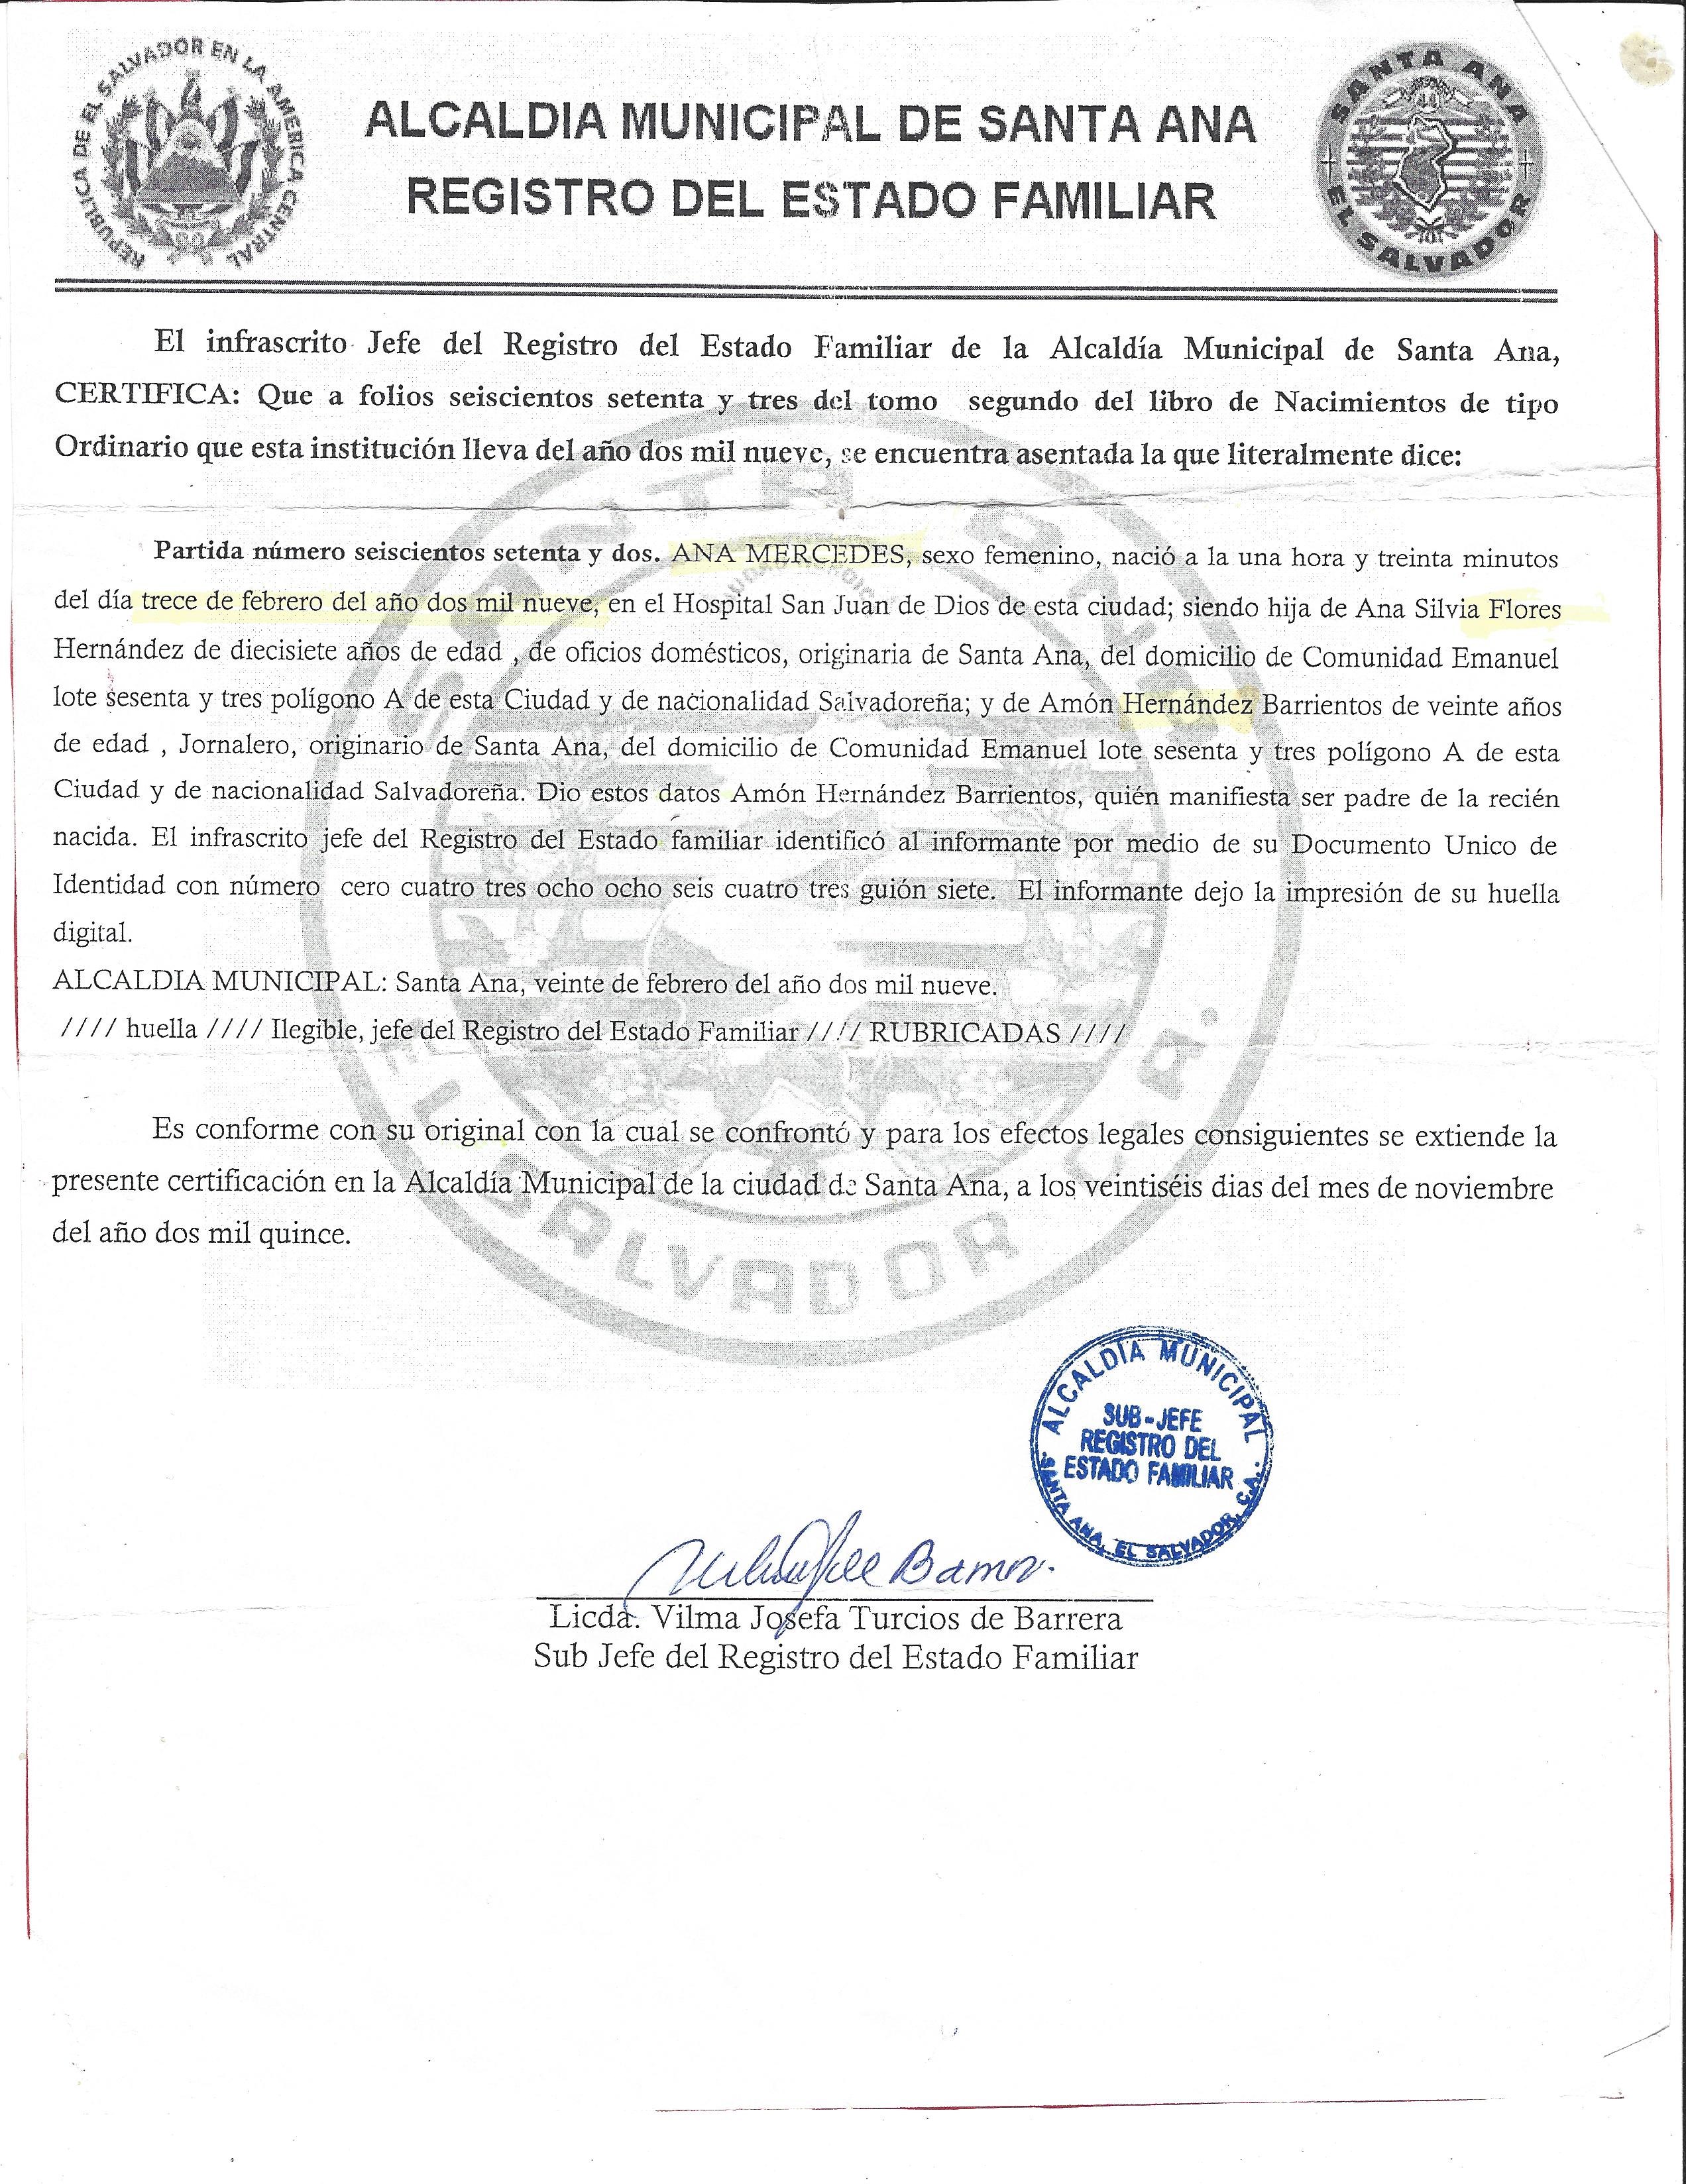 REPUBLICA DE EL SALVADOR EN LA AMERICA CENTRAL
ALCALDIA MUNICIPAL DE SANTA ANA
REGISTRO DEL ESTADO FAMILIAR
SANTA ANA
EL SALVADOR
El infrascrito Jefe del Registro del Estado Familiar de la Alcaldía Municipal de Santa Ana,
CERTIFICA: Que a folios seiscientos setenta y tres del tomo segundo del libro de Nacimientos de tipo
Ordinario que esta institución lleva del año dos mil nueve, se encuentra asentada la que literalmente dice:
Partida número seiscientos setenta y dos. ANA MERCEDES, sexo femenino, nació a la una hora y treinta minutos
del día trece de febrero del año dos mil nueve, en el Hospital San Juan de Dios de esta ciudad; siendo hija de Ana Silvia Flores
Hernández de diecisiete años de edad , de oficios domésticos, originaria de Santa Ana, del domicilio de Comunidad Emanuel
lote sesenta y tres polígono A de esta Ciudad y de nacionalidad Salvadoreña; y de Amón Hernández Barrientos de veinte años
de edad , Jornalero, originario de Santa Ana, del domicilio de Comunidad Emanuel lote sesenta y tres polígono A de esta
Ciudad y de nacionalidad Salvadoreña. Dio estos datos Amón Hernández Barrientos, quién manifiesta ser padre de la recién
nacida. El infrascrito jefe del Registro del Estado familiar identificó al informante por medio de su Documento Unico de
Identidad con número cero cuatro tres ocho ocho seis cuatro tres guión siete. El informante dejo la impresión de su huella
digital.
ALCALDIA MUNICIPAL: Santa Ana, veinte de febrero del año dos mil nueve.
//// huella //// Ilegible, jefe del Registro del Estado Familiar //// RUBRICADAS ////
Es conforme con su original con la cual se confrontó y para los efectos legales consiguientes se extiende la
presente certificación en la Alcaldía Municipal de la ciudad de Santa Ana, a los veintiséis dias del mes de noviembre
del año dos mil quince.
ALCALDIA MUNICIPAL
SUB-JEFE
REGISTRO DEL
ESTADO FAMILIAR
SANTA ANA, EL SALVADOR, C.A.
Licda. Vilma Josefa Turcios de Barrera
Sub Jefe del Registro del Estado Familiar